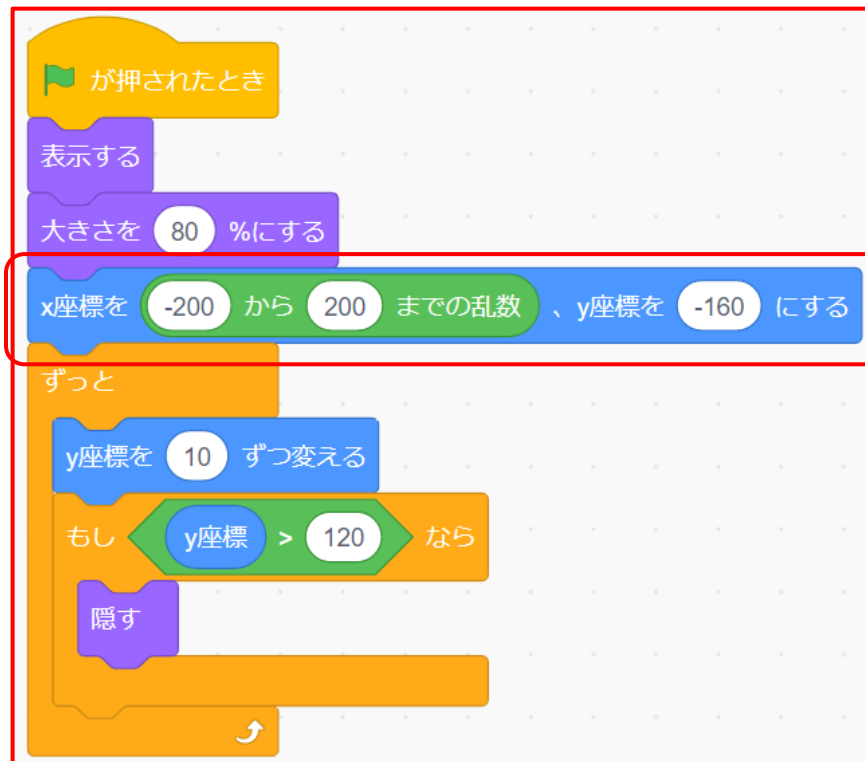 が押されたとき
表示する
大きさを 80 %にする
x座標を -200 から 200 までの乱数 、y座標を -160 にする
ずっと
y座標を 10 ずつ変える
もし y座標 > 120 なら
隠す